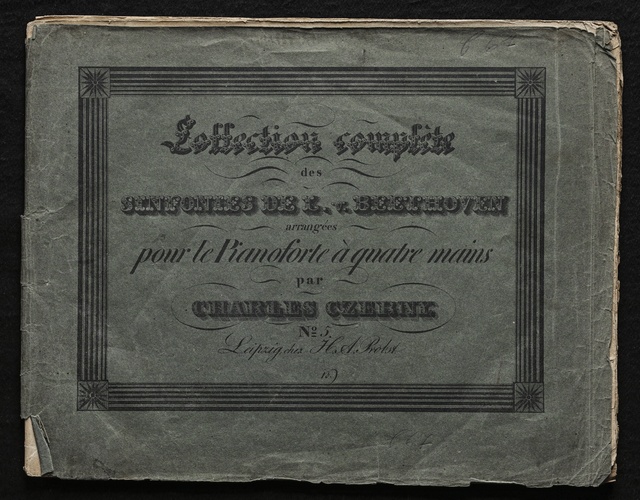 Collection complète
des
SINFONIES DE L. v. BEETHOVEN
arrangées
pour le Pianoforte à quatre mains
par
CHARLES CZERNY.
No. 5.
Leipzig, chez H. A. Probst